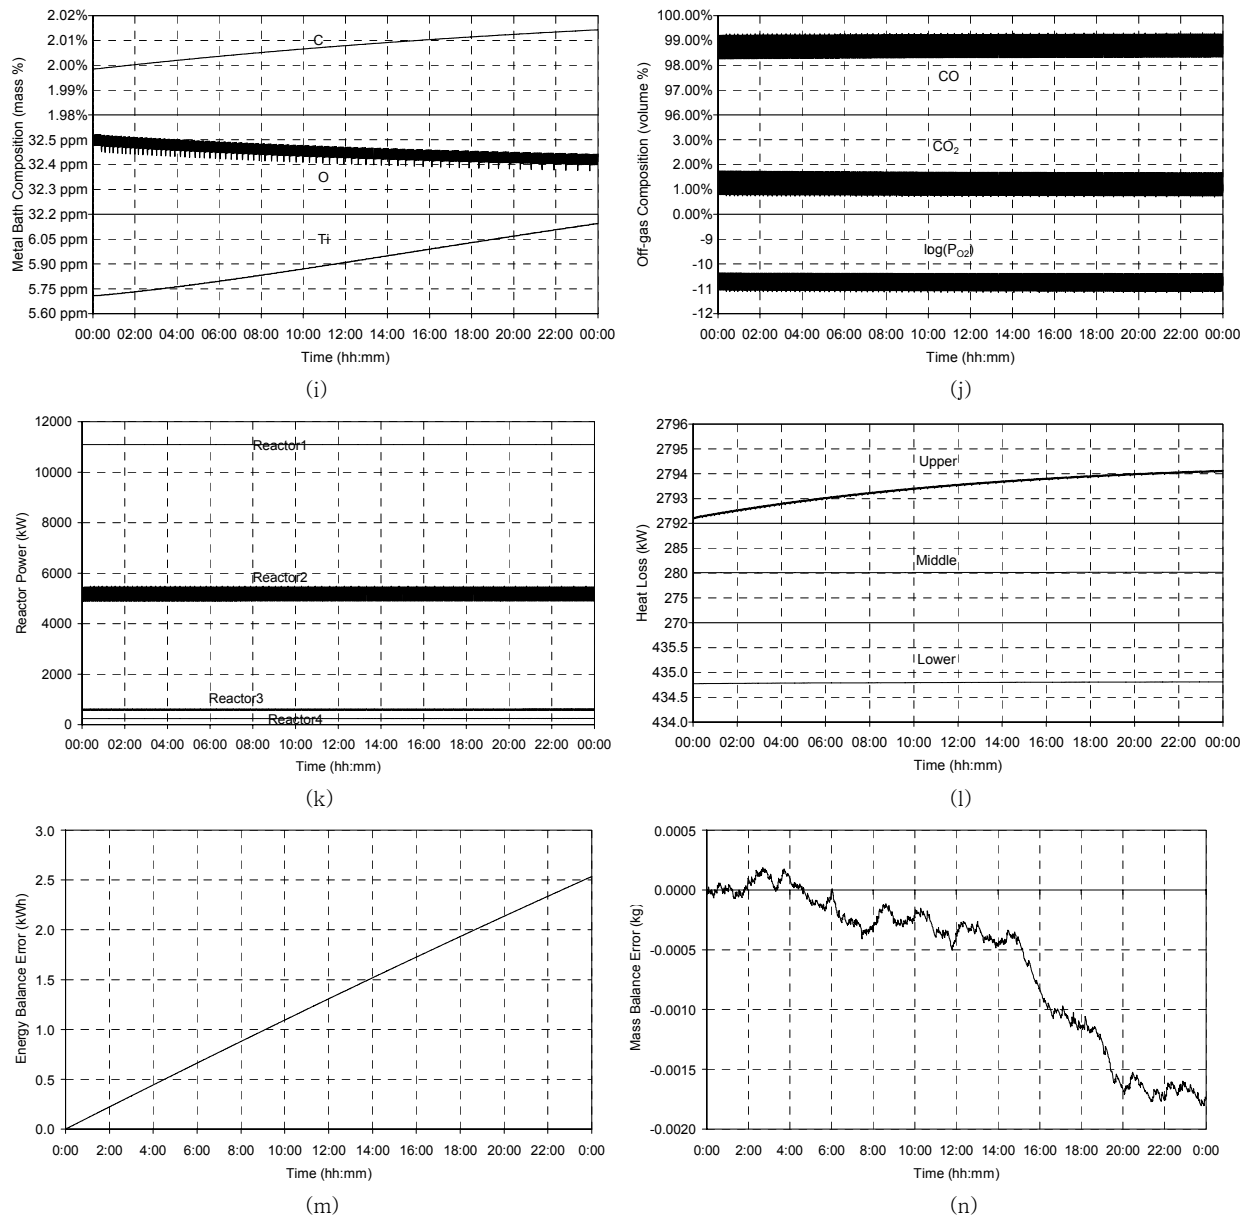 2.02%
2.01%
2.00%
1.99%
1.98%
32.5 ppm
32.4 ppm
32.3 ppm
32.2 ppm
6.05 ppm
5.90 ppm
5.75 ppm
5.60 ppm
Metal Bath Composition (mass %)
C
O
Ti
00:00 02:00 04:00 06:00 08:00 10:00 12:00 14:00 16:00 18:00 20:00 22:00 00:00
Time (hh:mm)
(i)
100.00%
99.00%
98.00%
97.00%
96.00%
3.00%
2.00%
1.00%
0.00%
-9
-10
-11
-12
Off-gas Composition (volume %)
CO
CO2
log(PO2)
00:00 02:00 04:00 06:00 08:00 10:00 12:00 14:00 16:00 18:00 20:00 22:00 00:00
Time (hh:mm)
(j)
12000
10000
8000
6000
4000
2000
0
Reactor Power (kW)
Reactor1
Reactor2
Reactor3
Reactor4
00:00 02:00 04:00 06:00 08:00 10:00 12:00 14:00 16:00 18:00 20:00 22:00 00:00
Time (hh:mm)
(k)
2796
2795
2794
2793
2792
285
280
275
270
435.5
435.0
434.5
434.0
Heat Loss (kW)
Upper
Middle
Lower
00:00 02:00 04:00 06:00 08:00 10:00 12:00 14:00 16:00 18:00 20:00 22:00 00:00
Time (hh:mm)
(l)
3.0
2.5
2.0
1.5
1.0
0.5
0.0
Energy Balance Error (kWh)
0:00 2:00 4:00 6:00 8:00 10:00 12:00 14:00 16:00 18:00 20:00 22:00 0:00
Time (hh:mm)
(m)
0.0005
0.0000
-0.0005
-0.0010
-0.0015
-0.0020
Mass Balance Error (kg)
0:00 2:00 4:00 6:00 8:00 10:00 12:00 14:00 16:00 18:00 20:00 22:00 0:00
Time (hh:mm)
(n)